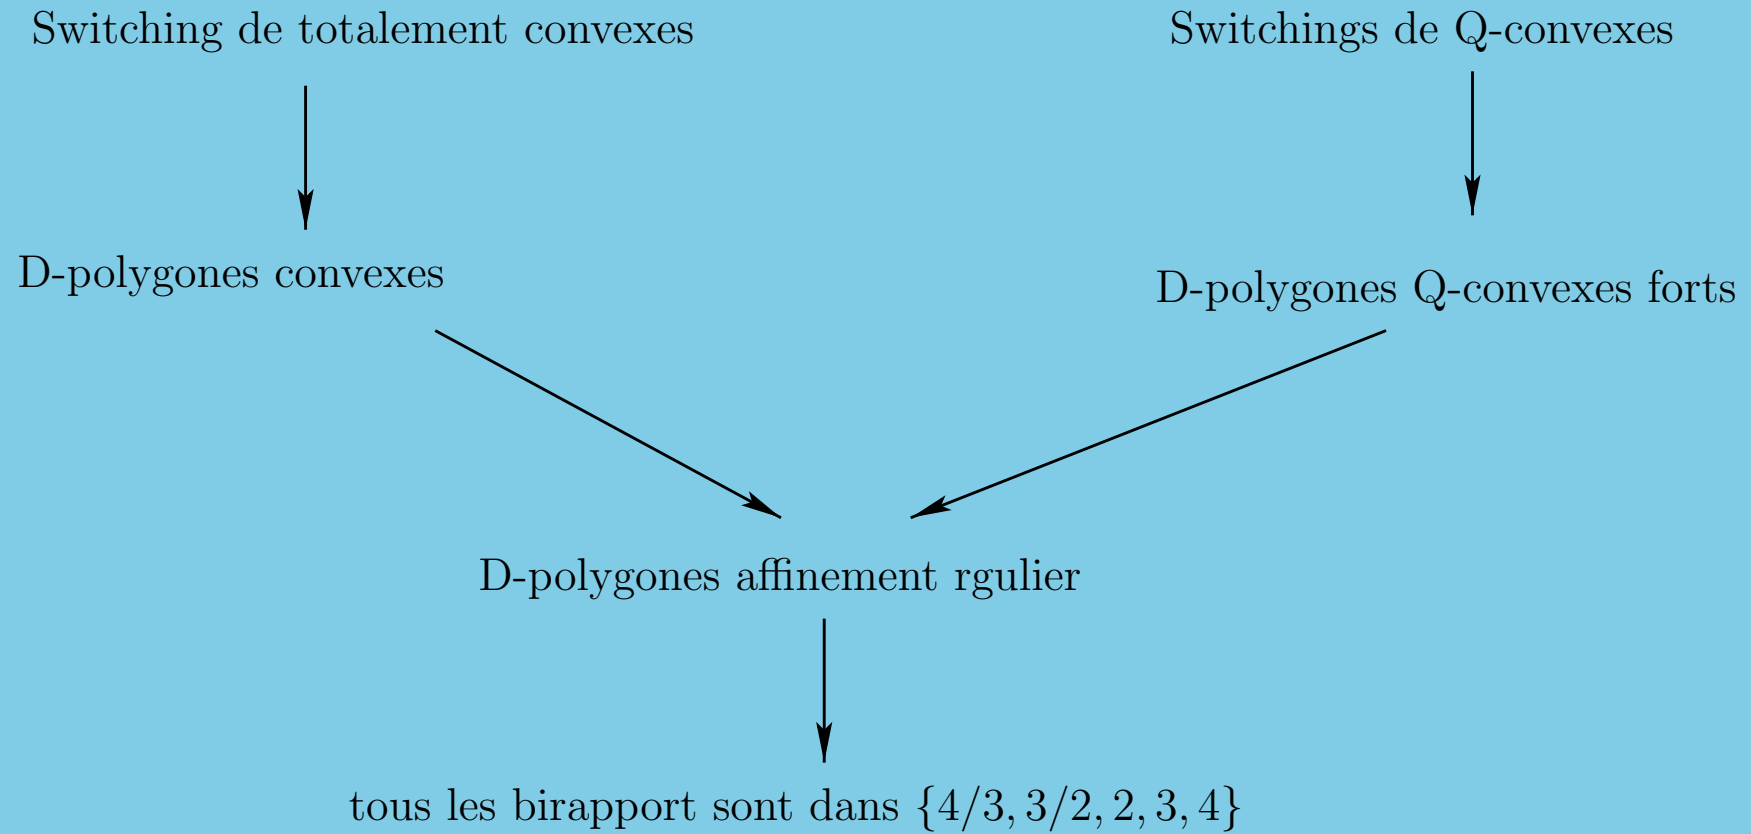 Switching de totalement convexes
Switchings de Q-convexes
D-polygones convexes
D-polygones Q-convexes forts
D-polygones affinement rgulier
tous les birapport sont dans {4/3, 3/2, 2, 3, 4}